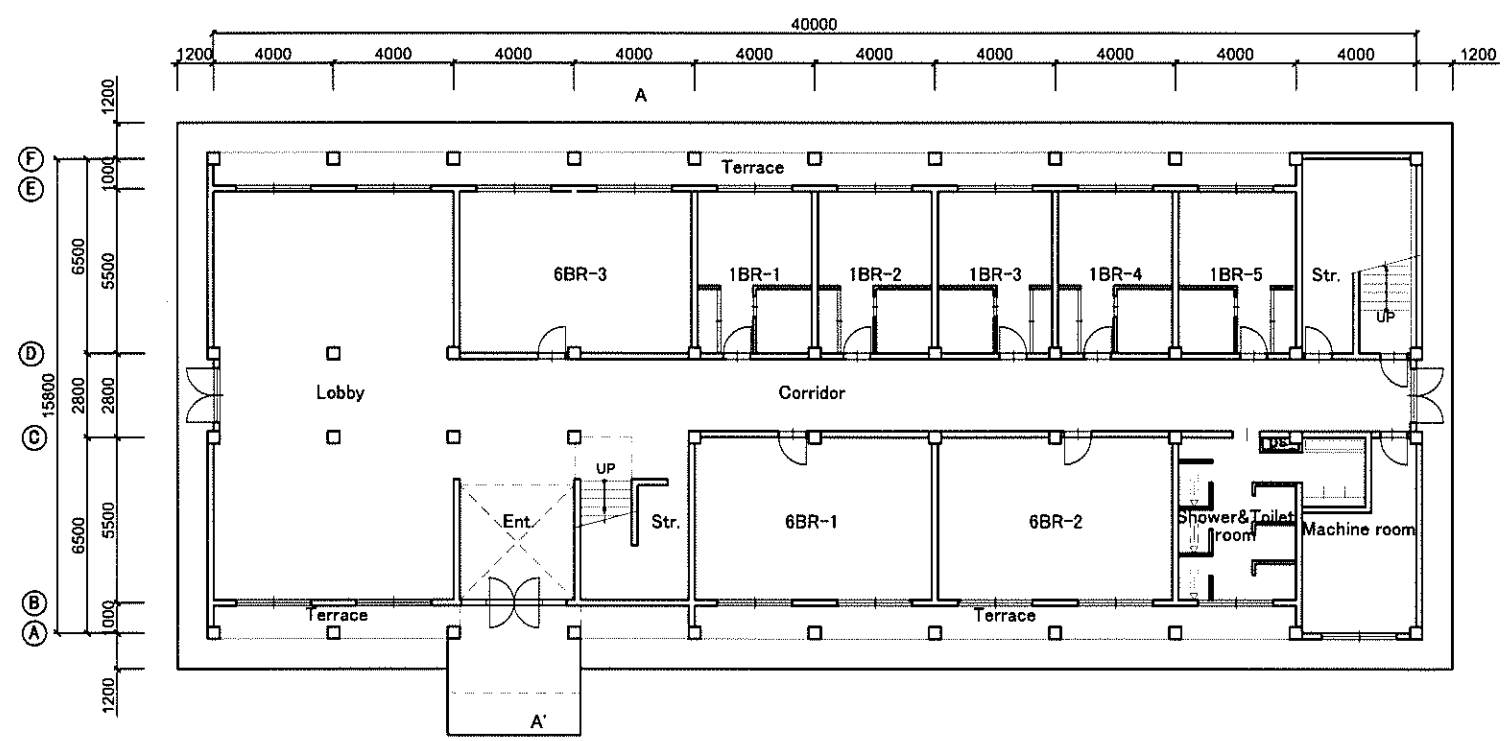 40000
1200 4000 4000 4000 4000 4000 4000 4000 4000 4000 4000 1200
A
1200
F
1000
E
Terrace
6500
5500
6BR-3
1BR-1
1BR-2
1BR-3
1BR-4
1BR-5
Str.
UP
D
15800
2800
2800
Lobby
Corridor
C
ps
UP
6500
5500
Ent.
Str.
6BR-1
6BR-2
Shower&Toilet
room
Machine room
B
1000
Terrace
Terrace
A
1200
A'